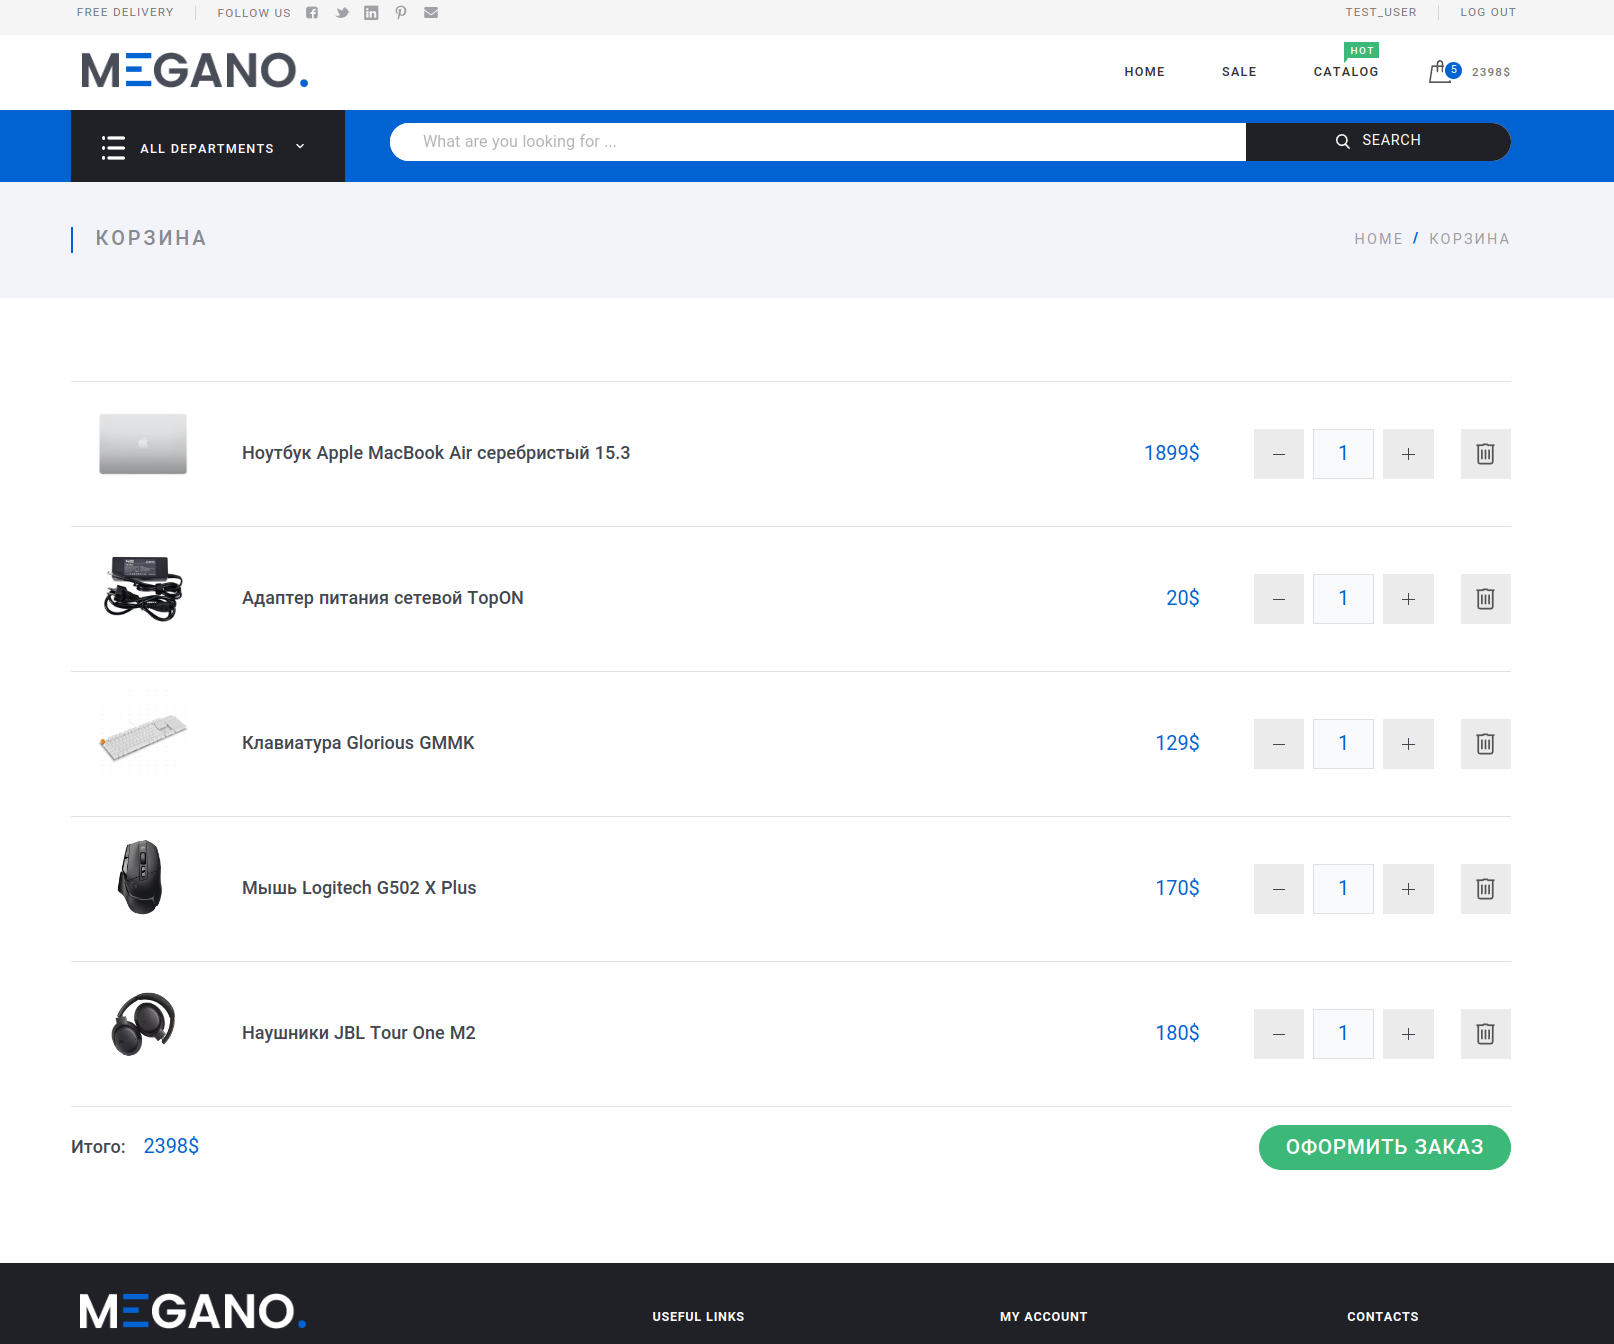 FREE DELIVERY FOLLOW US TEST_USER LOG OUT
HOT
MEGANO. HOME SALE CATALOG 5 2398$
ALL DEPARTMENTS What are you looking for ... SEARCH
КОРЗИНА HOME / КОРЗИНА
Ноутбук Apple MacBook Air серебристый 15.3 1899$ 1
Адаптер питания сетевой TopON 20$ 1
Клавиатура Glorious GMMK 129$ 1
Мышь Logitech G502 X Plus 170$ 1
Наушники JBL Tour One M2 180$ 1
Итого: 2398$ ОФОРМИТЬ ЗАКАЗ
MEGANO. USEFUL LINKS MY ACCOUNT CONTACTS